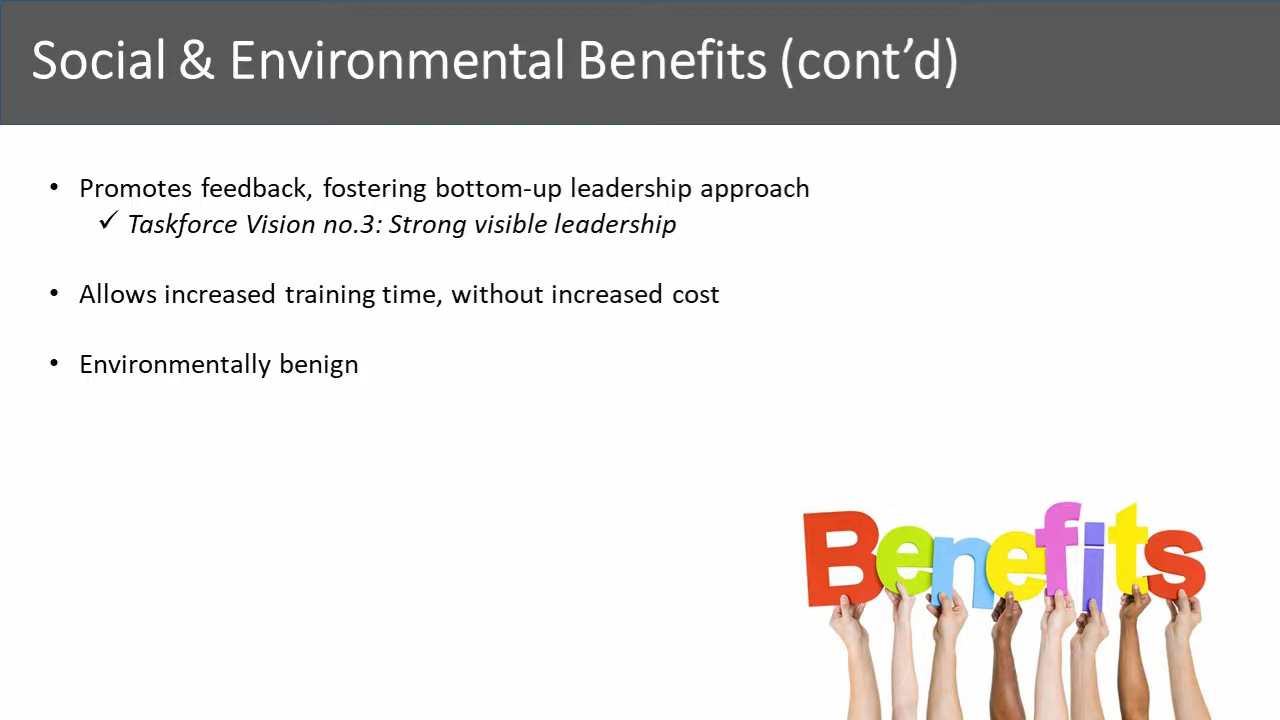 Social & Environmental Benefits (cont’d)
• Promotes feedback, fostering bottom-up leadership approach
✓ Taskforce Vision no.3: Strong visible leadership
• Allows increased training time, without increased cost
• Environmentally benign
Benefits